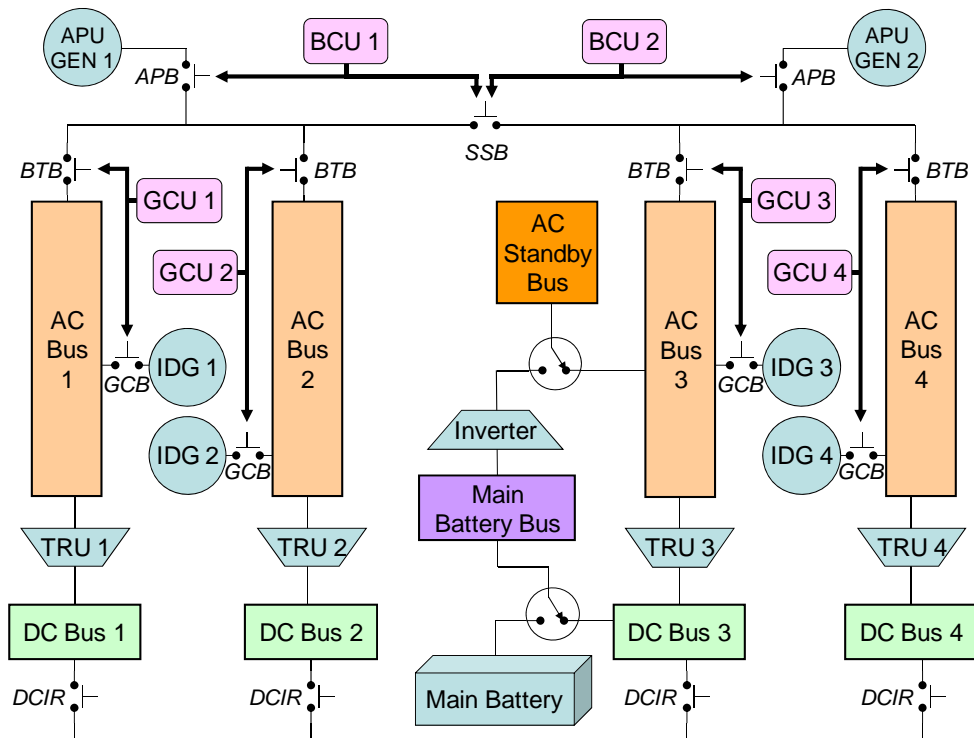 APU
GEN 1
BCU 1
BCU 2
APU
GEN 2
APB
APB
SSB
BTB
BTB
BTB
BTB
GCU 1
GCU 2
GCU 3
GCU 4
AC
Standby
Bus
AC
Bus
1
AC
Bus
2
AC
Bus
3
AC
Bus
4
IDG 1
GCB
IDG 2
GCB
IDG 3
GCB
IDG 4
GCB
Inverter
Main
Battery Bus
TRU 1
TRU 2
TRU 3
TRU 4
DC Bus 1
DC Bus 2
DC Bus 3
DC Bus 4
Main Battery
DCIR
DCIR
DCIR
DCIR